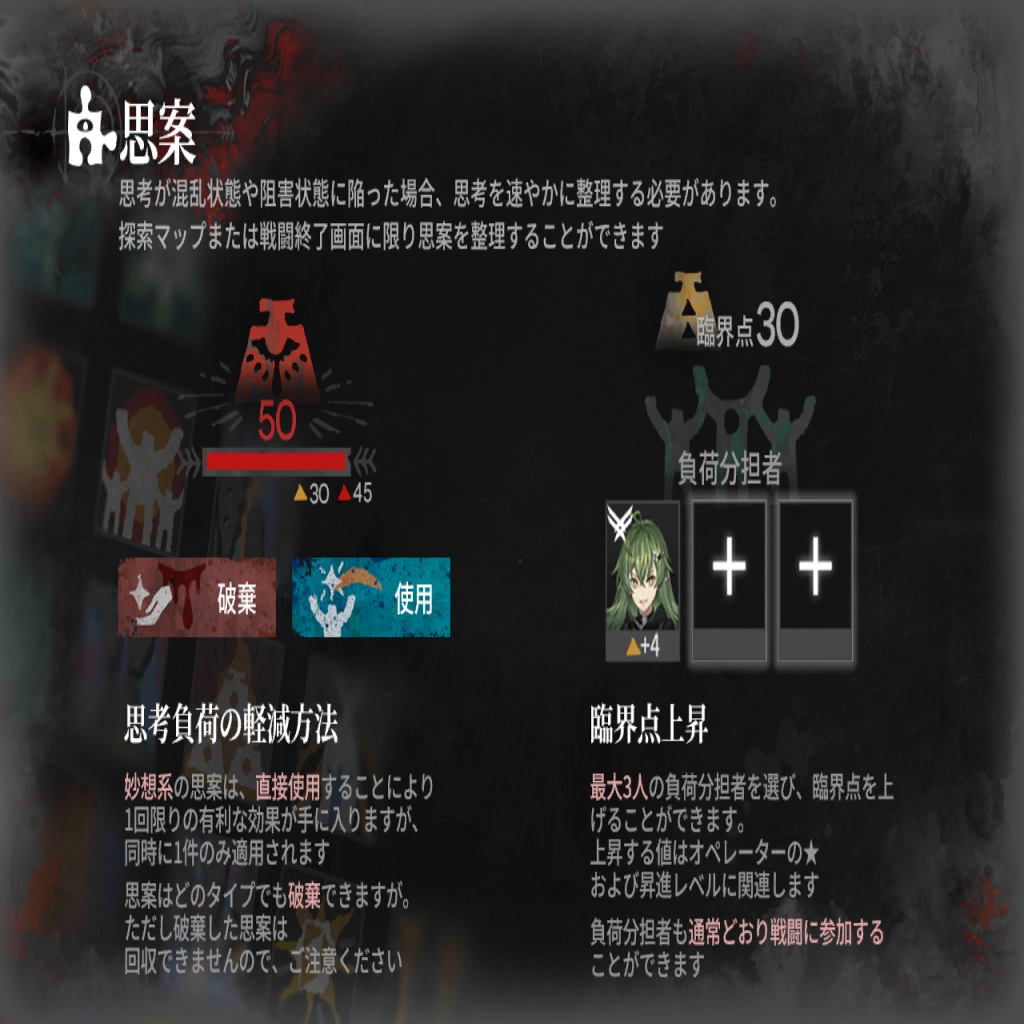 思案
思考が混乱状態や阻害状態に陥った場合、思考を速やかに整理する必要があります。
探索マップまたは戦闘終了画面に限り思案を整理することができます
臨界点30
50
30 45
負荷分担者
+4
破棄
使用
思考負荷の軽減方法
妙想系の思案は、直接使用することにより
1回限りの有利な効果が手に入りますが、
同時に1件のみ適用されます
思案はどのタイプでも破棄できますが。
ただし破棄した思案は
回収できませんので、ご注意ください
臨界点上昇
最大3人の負荷分担者を選び、臨界点を上
げることができます。
上昇する値はオペレーターの★
および昇進レベルに関連します
負荷分担者も通常どおり戦闘に参加する
ことができます